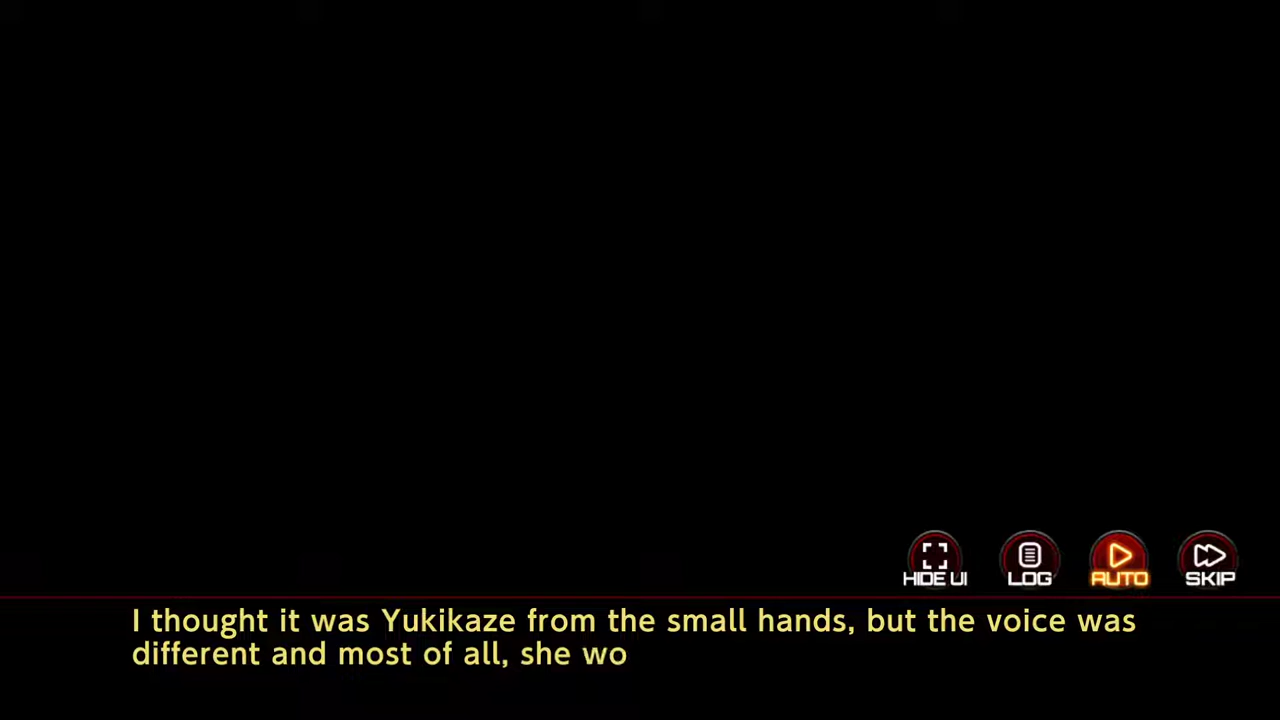 HIDE UI LOG AUTO SKIP
I thought it was Yukikaze from the small hands, but the voice was
different and most of all, she wo